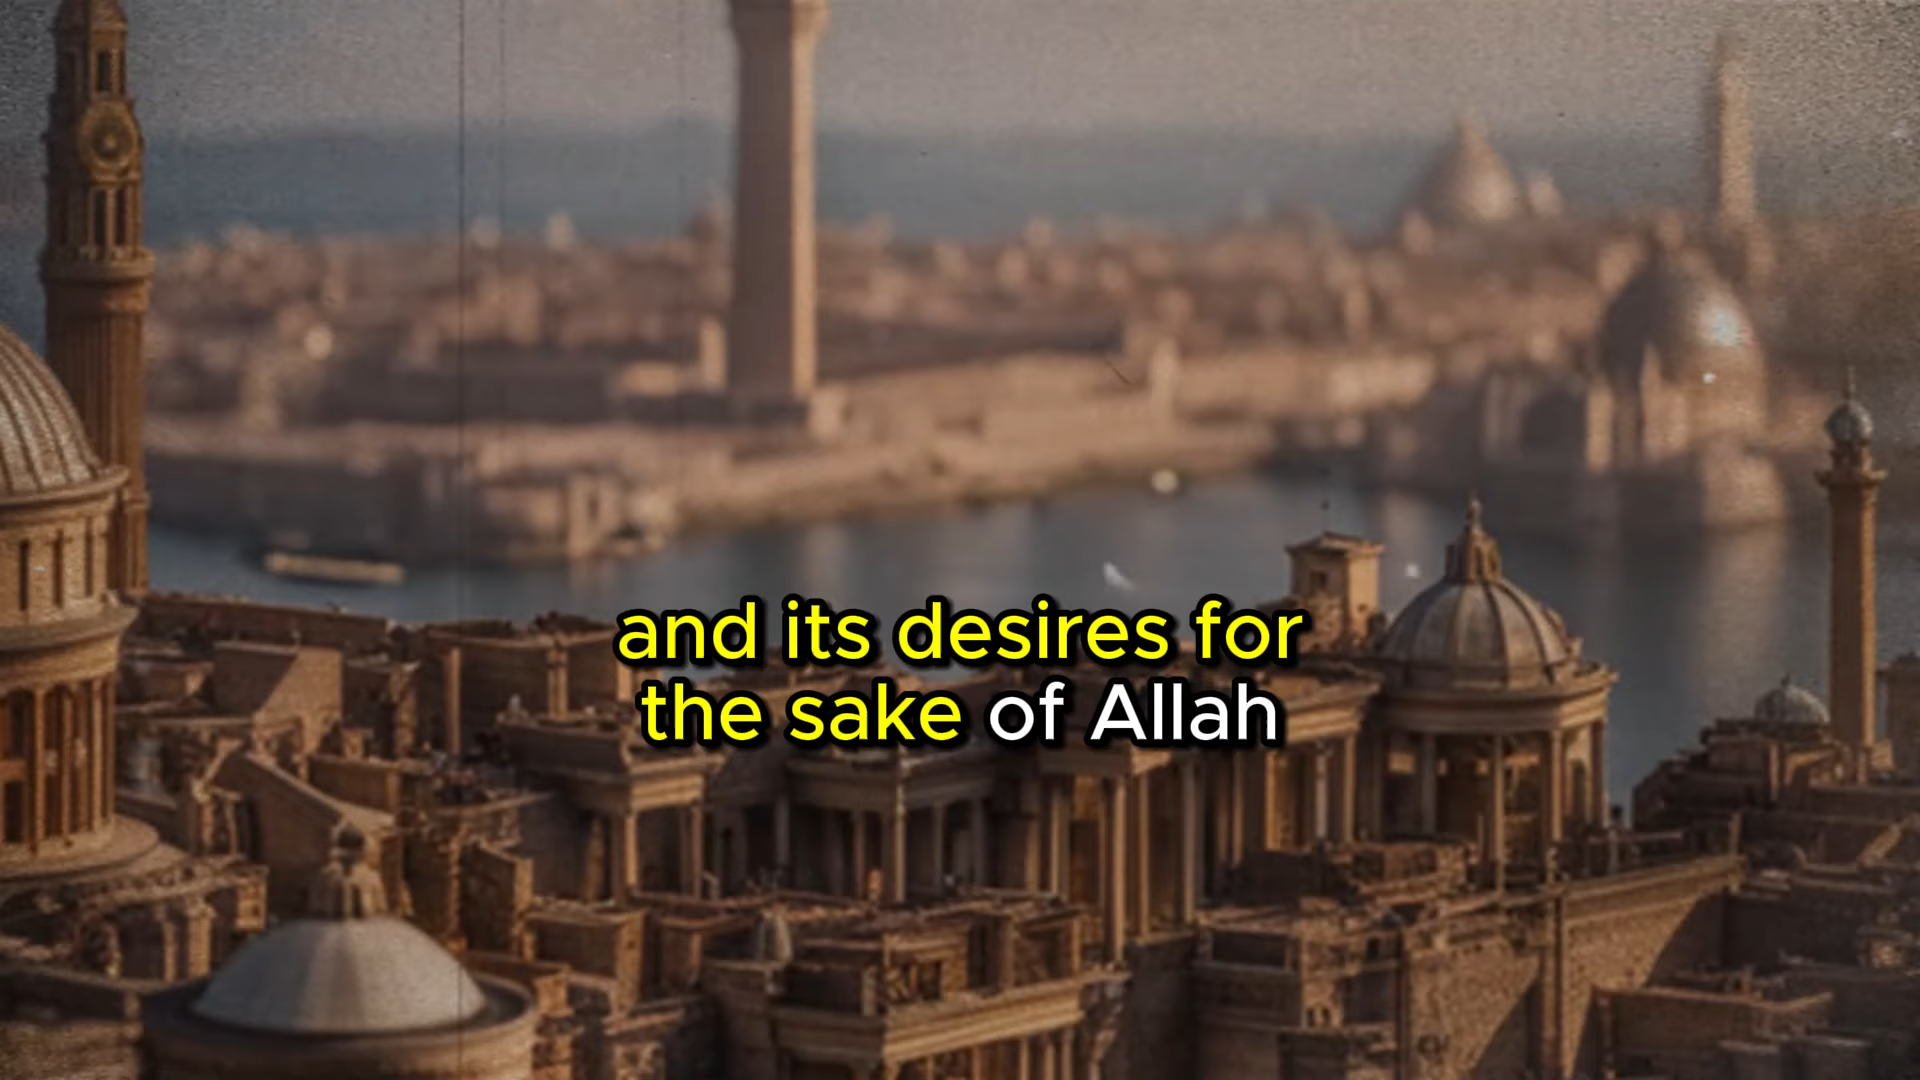 and its desires for
the sake of Allah